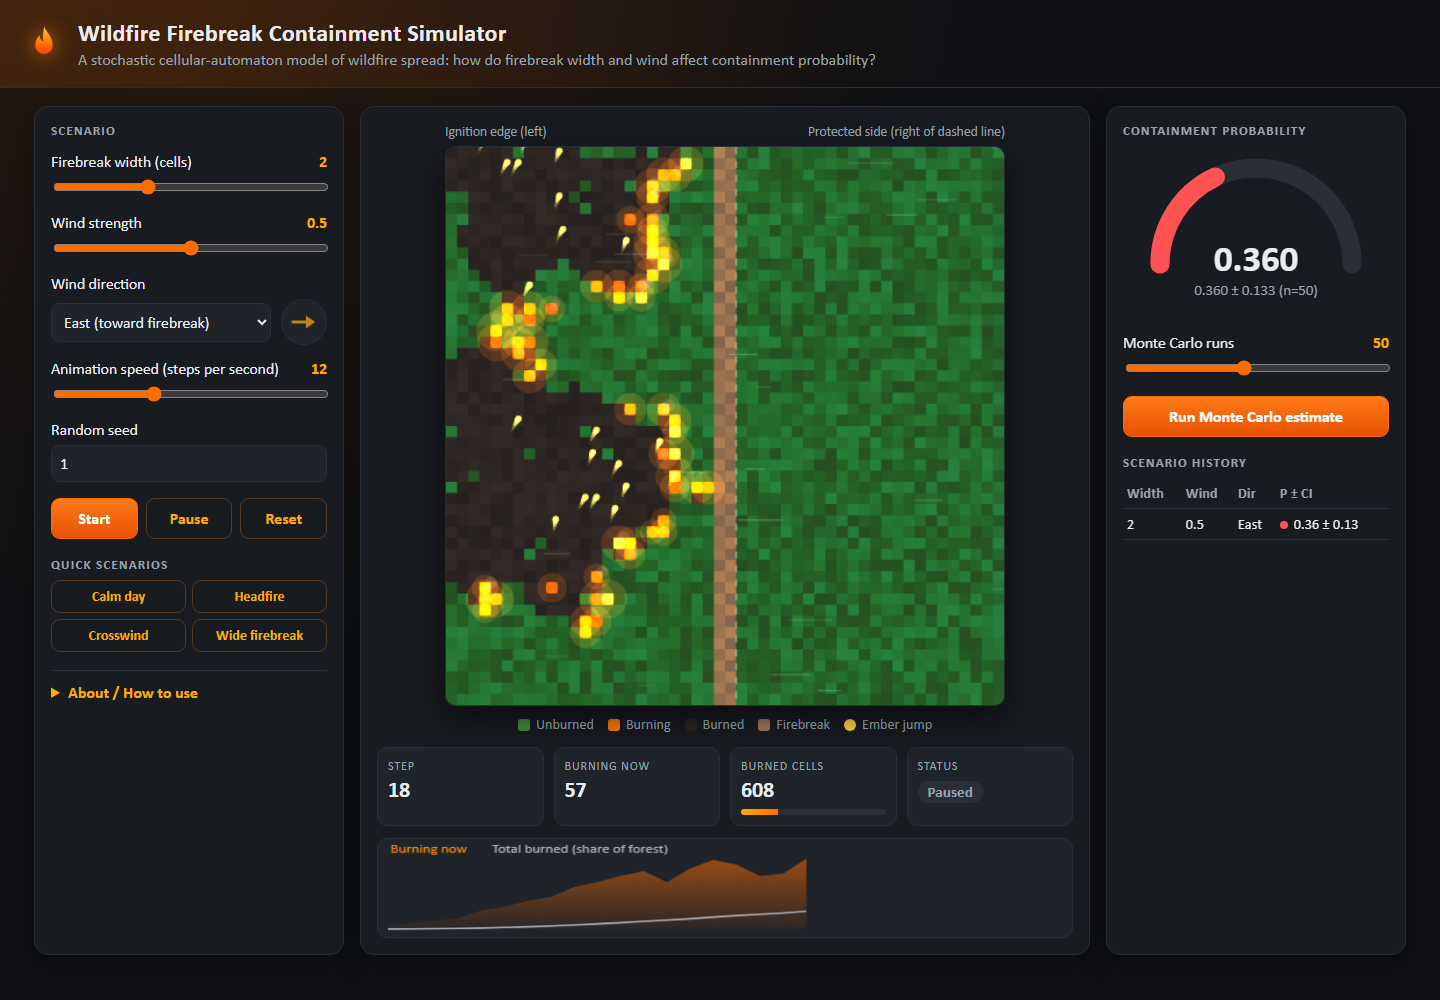 Wildfire Firebreak Containment Simulator
A stochastic cellular-automaton model of wildfire spread: how do firebreak width and wind affect containment probability?
SCENARIO
Firebreak width (cells) 2
Wind strength 0.5
Wind direction
East (toward firebreak)
Animation speed (steps per second) 12
Random seed
1
Start Pause Reset
QUICK SCENARIOS
Calm day Headfire
Crosswind Wide firebreak
About / How to use
Ignition edge (left) Protected side (right of dashed line)
Unburned Burning Burned Firebreak Ember jump
STEP BURNING NOW BURNED CELLS STATUS
18 57 608 Paused
Burning now Total burned (share of forest)
CONTAINMENT PROBABILITY
0.360
0.360 ± 0.133 (n=50)
Monte Carlo runs 50
Run Monte Carlo estimate
SCENARIO HISTORY
Width Wind Dir P ± CI
2 0.5 East 0.36 ± 0.13